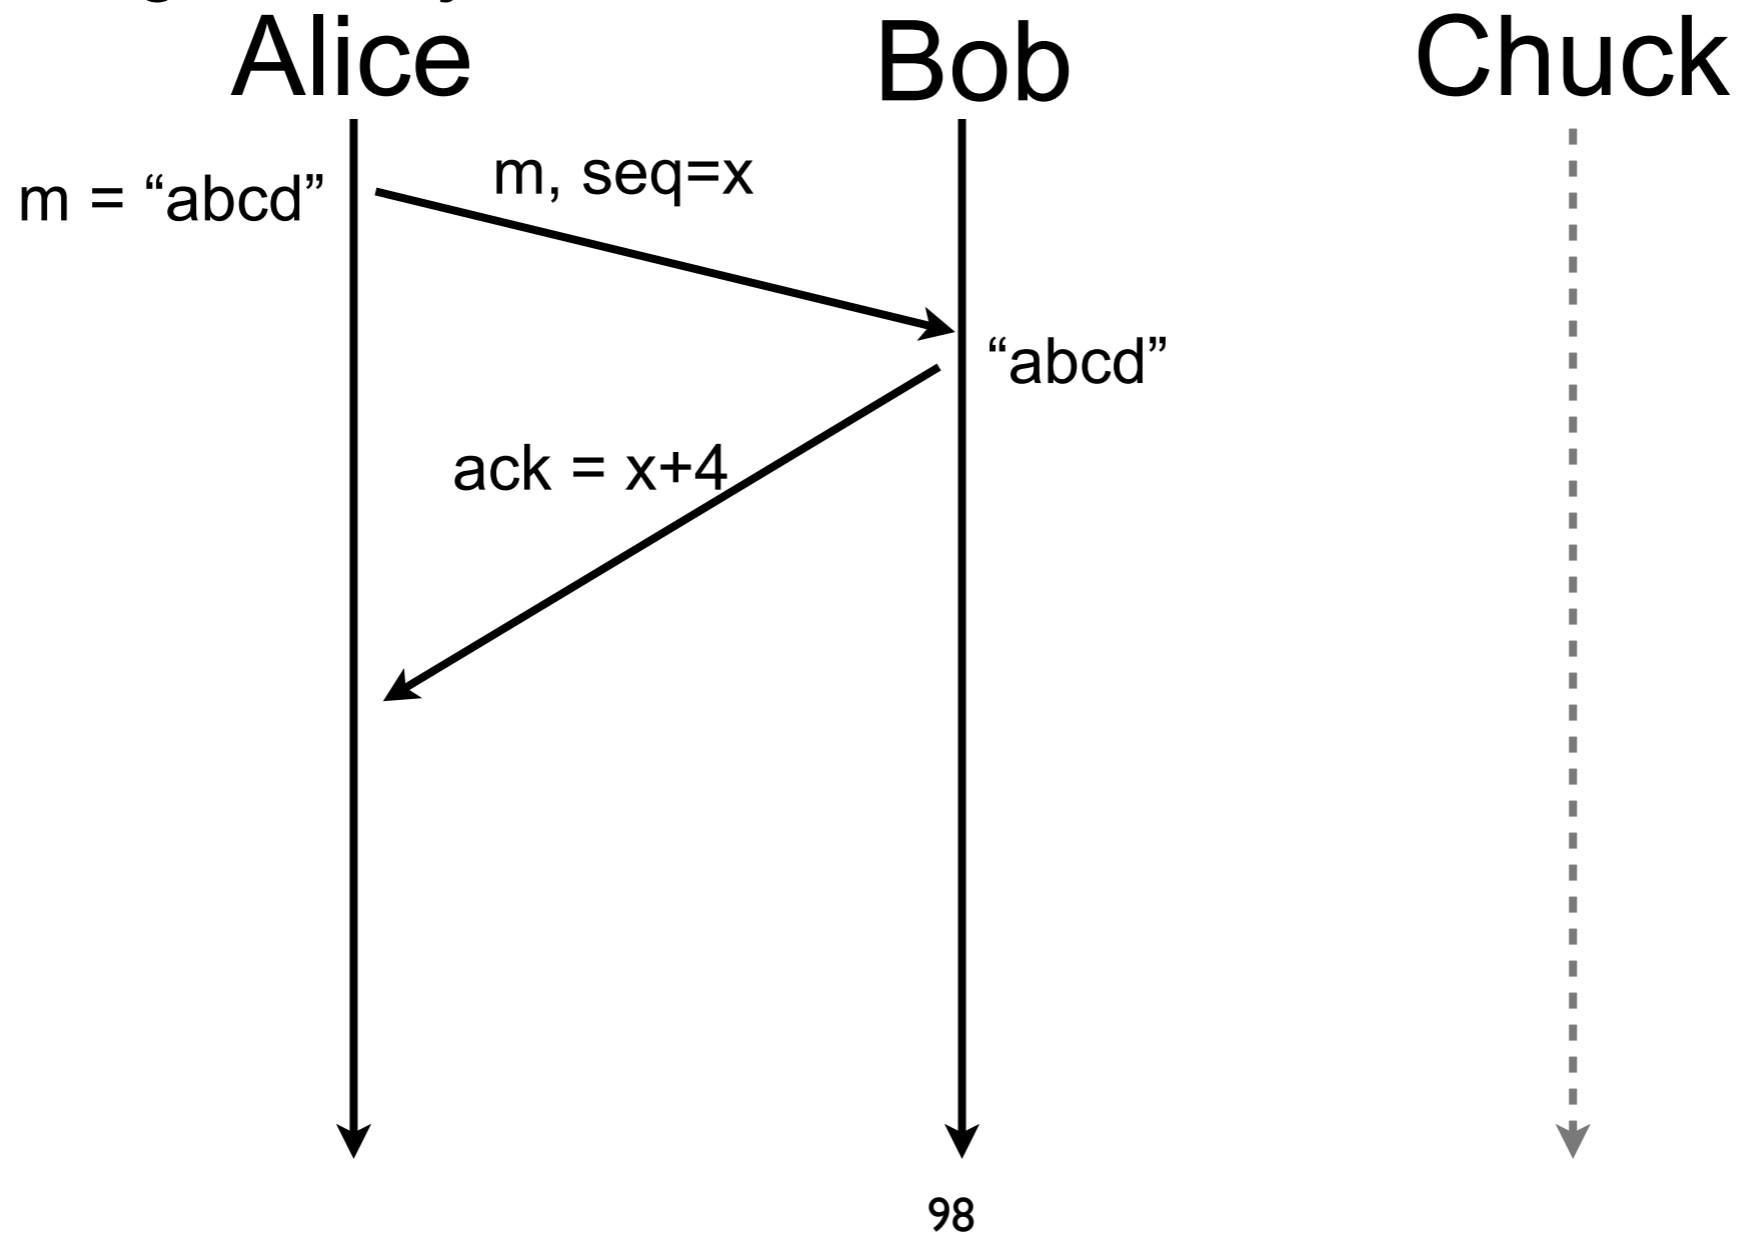 Alice
Bob
Chuck
m = “abcd”
m, seq=x
“abcd”
ack = x+4
98